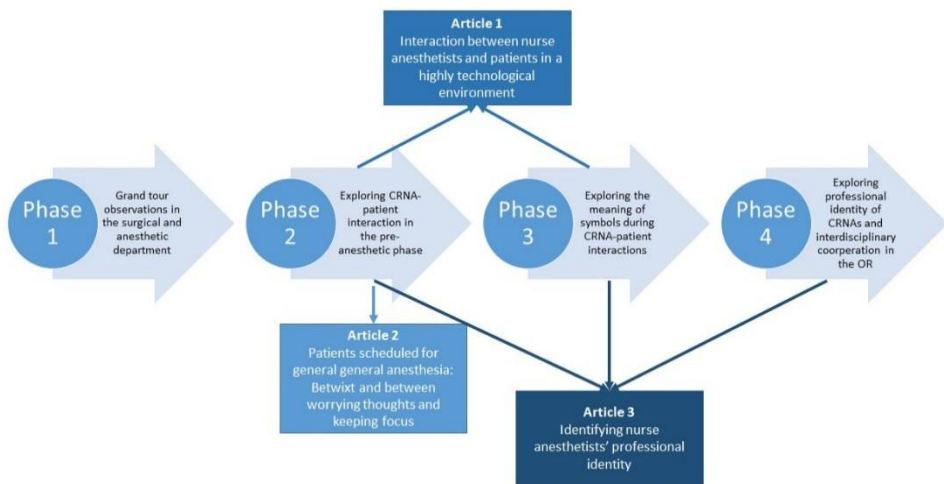 Article 1
Interaction between nurse
anesthetists and patients in a
highly technological
environment
Phase
1
Grand tour
observations in
the surgical and
anesthetic
department
Phase
2
Exploring CRNA-
patient
interaction in
the pre-
anesthetic phase
Phase
3
Exploring the
meaning of
symbols during
CRNA-patient
interactions
Phase
4
Exploring
professional
identity of
CRNAs and
interdisciplinary
coorperation in
the OR
Article 2
Patients scheduled for
general general anesthesia:
Betwixt and between
worrying thoughts and
keeping focus
Article 3
Identifying nurse
anesthetists' professional
identity